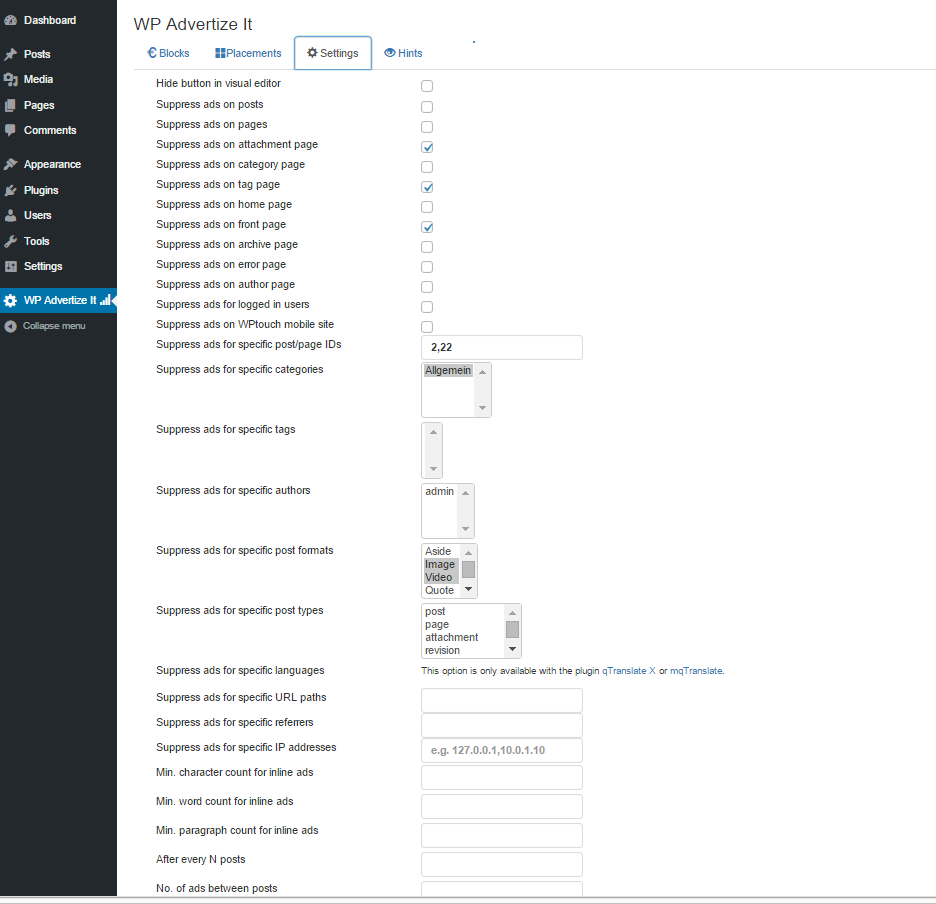 Dashboard
Posts
Media
Pages
Comments
Appearance
Plugins
Users
Tools
Settings
WP Advertize It
Collapse menu
WP Advertize It
Blocks Placements Settings Hints
Hide button in visual editor
Suppress ads on posts
Suppress ads on pages
Suppress ads on attachment page
Suppress ads on category page
Suppress ads on tag page
Suppress ads on home page
Suppress ads on front page
Suppress ads on archive page
Suppress ads on error page
Suppress ads on author page
Suppress ads for logged in users
Suppress ads on WPtouch mobile site
Suppress ads for specific post/page IDs 2,22
Suppress ads for specific categories Allgemein
Suppress ads for specific tags
Suppress ads for specific authors admin
Suppress ads for specific post formats Aside
Image
Video
Quote
Suppress ads for specific post types post
page
attachment
revision
Suppress ads for specific languages This option is only available with the plugin qTranslate X or mqTranslate.
Suppress ads for specific URL paths
Suppress ads for specific referrers
Suppress ads for specific IP addresses e.g. 127.0.0.1,10.0.1.10
Min. character count for inline ads
Min. word count for inline ads
Min. paragraph count for inline ads
After every N posts
No. of ads between posts